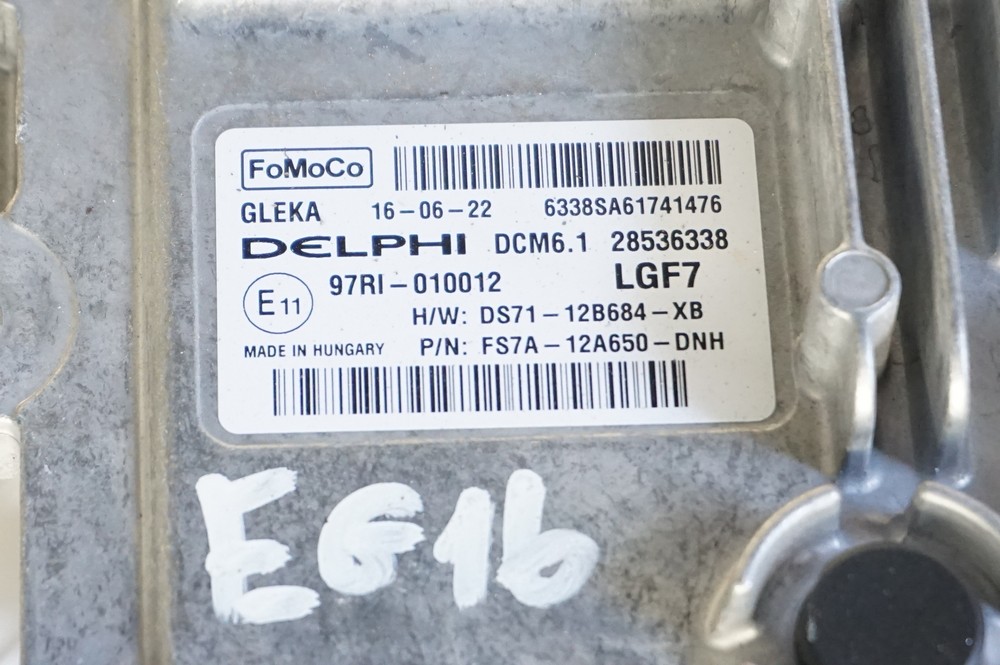 FoMoCo
GLEKA 16-06-22 6338SA61741476
DELPHI DCM6.1 28536338
E11 97RI-010012 LGF7
H/W: DS71-12B684-XB
MADE IN HUNGARY P/N: FS7A-12A650-DNH
EG16